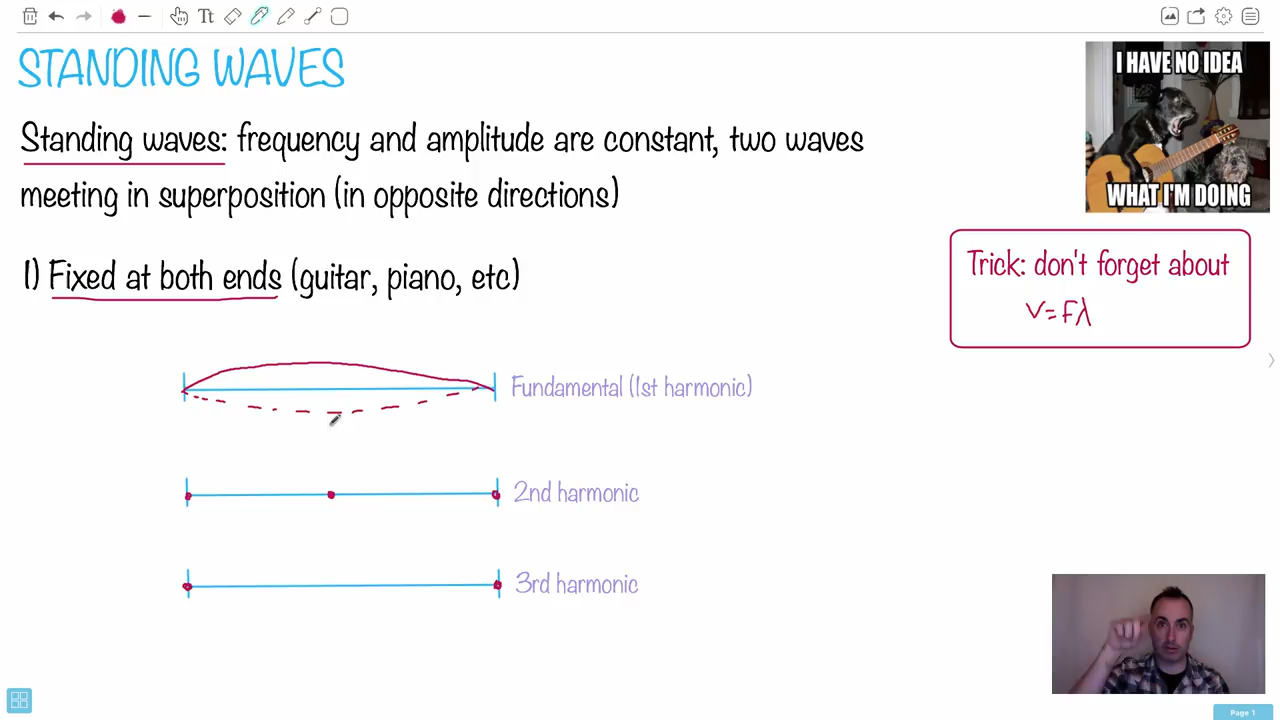 Tt
STANDING WAVES
I HAVE NO IDEA
WHAT I'M DOING
Standing waves: frequency and amplitude are constant, two waves
meeting in superposition (in opposite directions)
1) Fixed at both ends (guitar, piano, etc)
Trick: don't forget about
v=fλ
Fundamental (1st harmonic)
2nd harmonic
3rd harmonic
Page 1